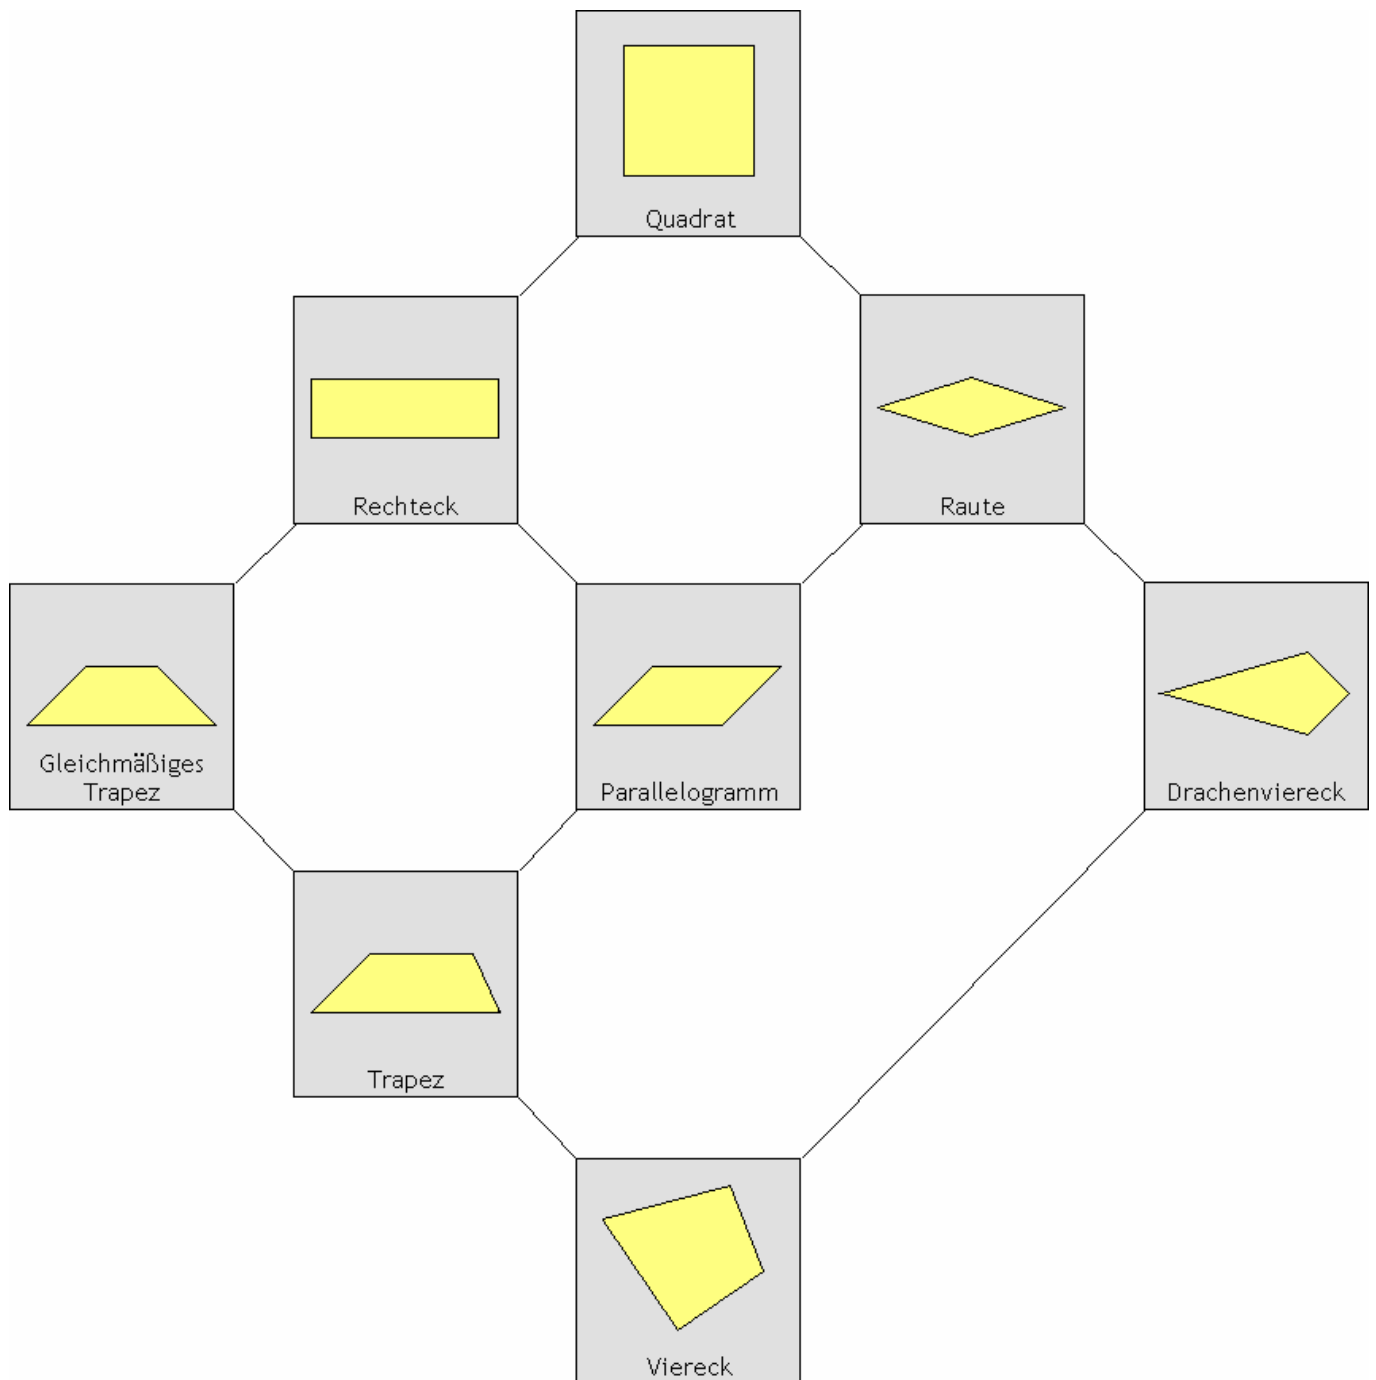 Quadrat
Rechteck
Raute
Gleichmäßiges
Trapez
Parallelogramm
Drachenviereck
Trapez
Viereck